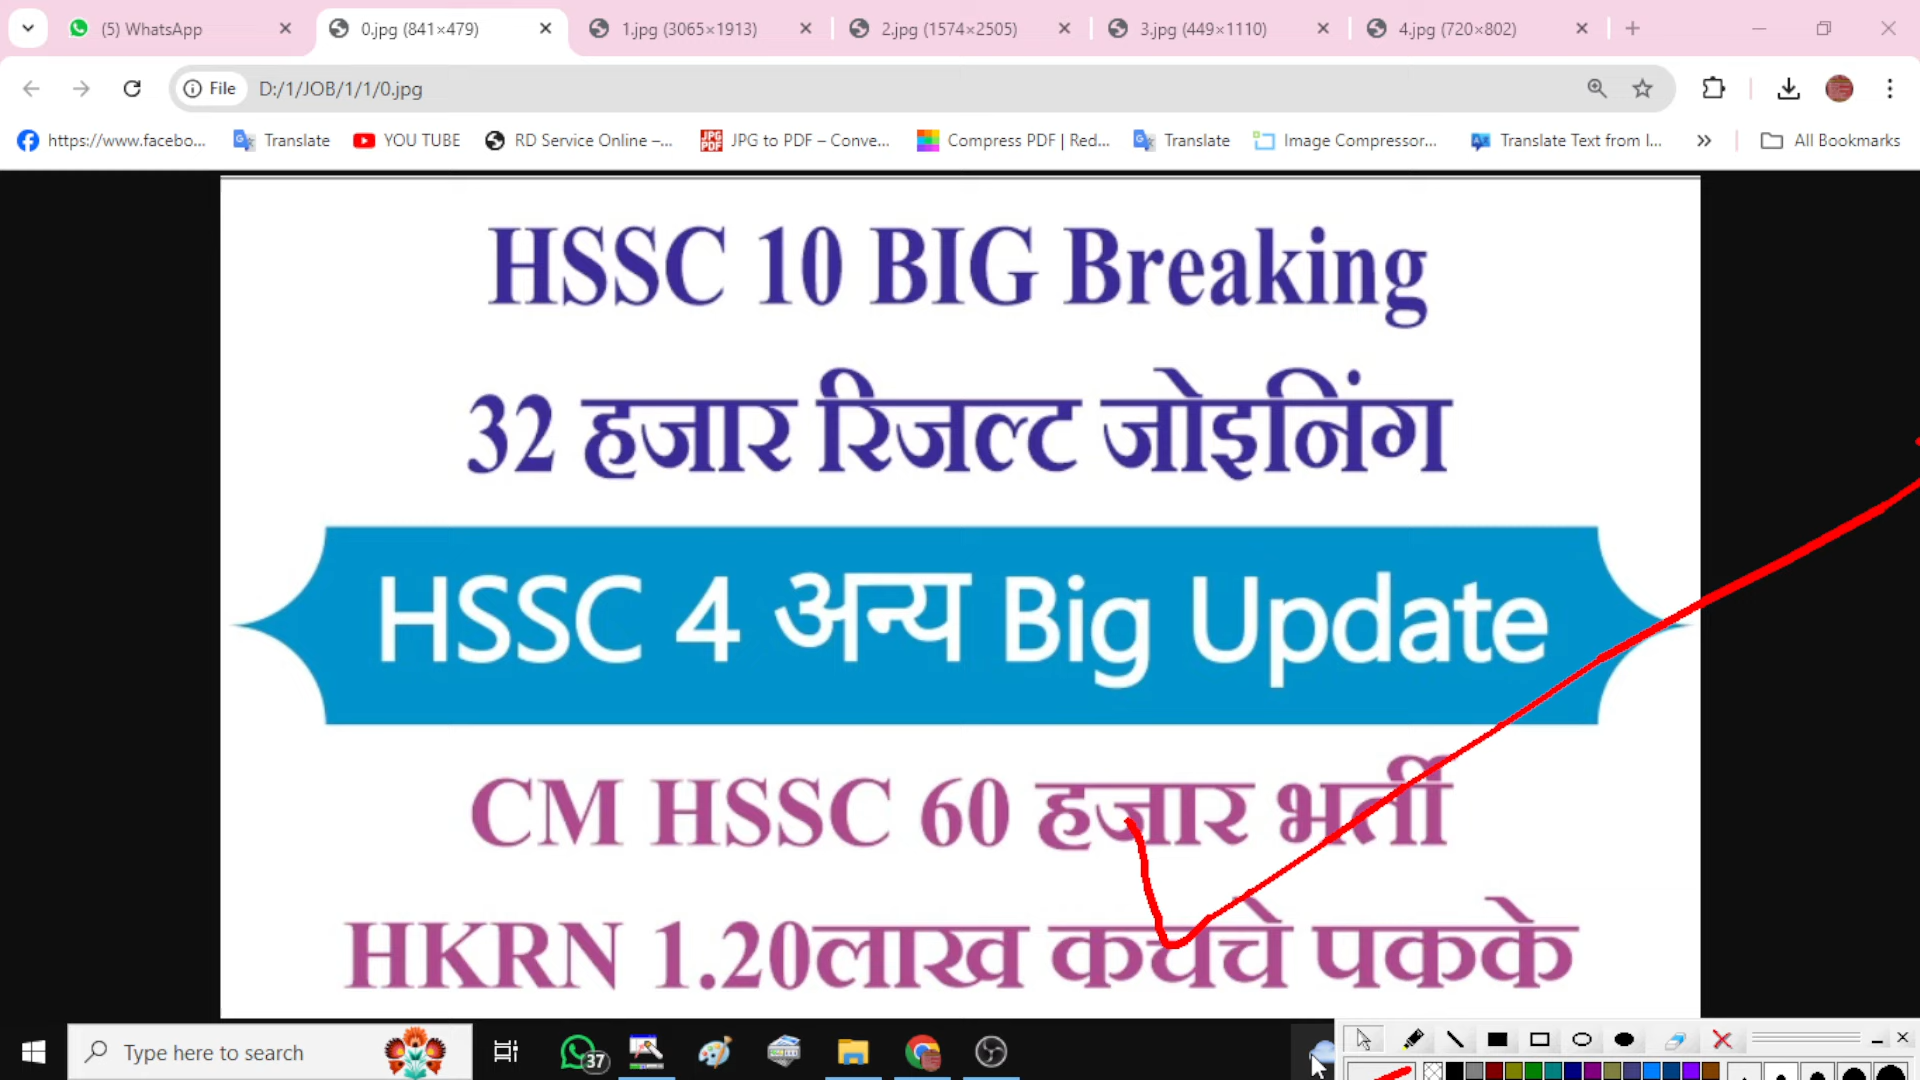 (5) WhatsApp
0.jpg (841×479)
1.jpg (3065×1913)
2.jpg (1574×2505)
3.jpg (449×1110)
4.jpg (720×802)
File D:/1/JOB/1/1/0.jpg
https://www.facebo...
Translate
YOU TUBE
RD Service Online –...
JPG to PDF – Conve...
Compress PDF | Red...
Translate
Image Compressor...
Translate Text from I...
All Bookmarks
HSSC 10 BIG Breaking
32 हजार रिजल्ट जोइनिंग
HSSC 4 अन्य Big Update
CM HSSC 60 हजार भर्ती
HKRN 1.20लाख कच्चे पकके
Type here to search
37